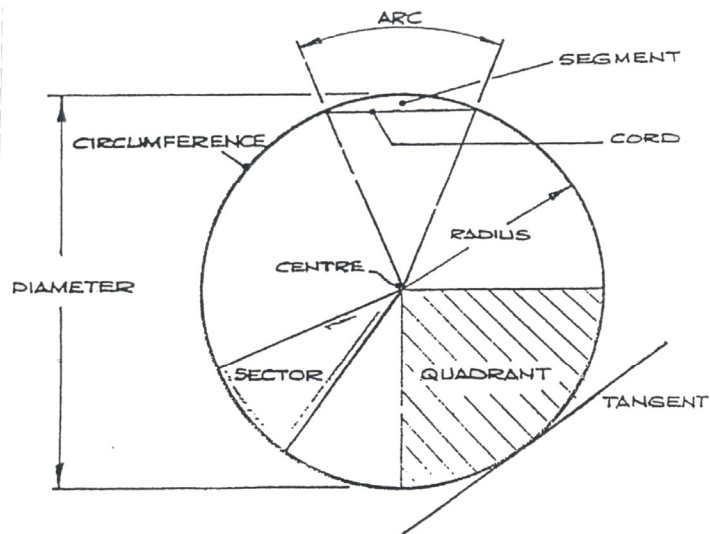 ARC
SEGMENT
CIRCUMFERENCE
CORD
RADIUS
CENTRE
DIAMETER
SECTOR
QUADRANT
TANGENT